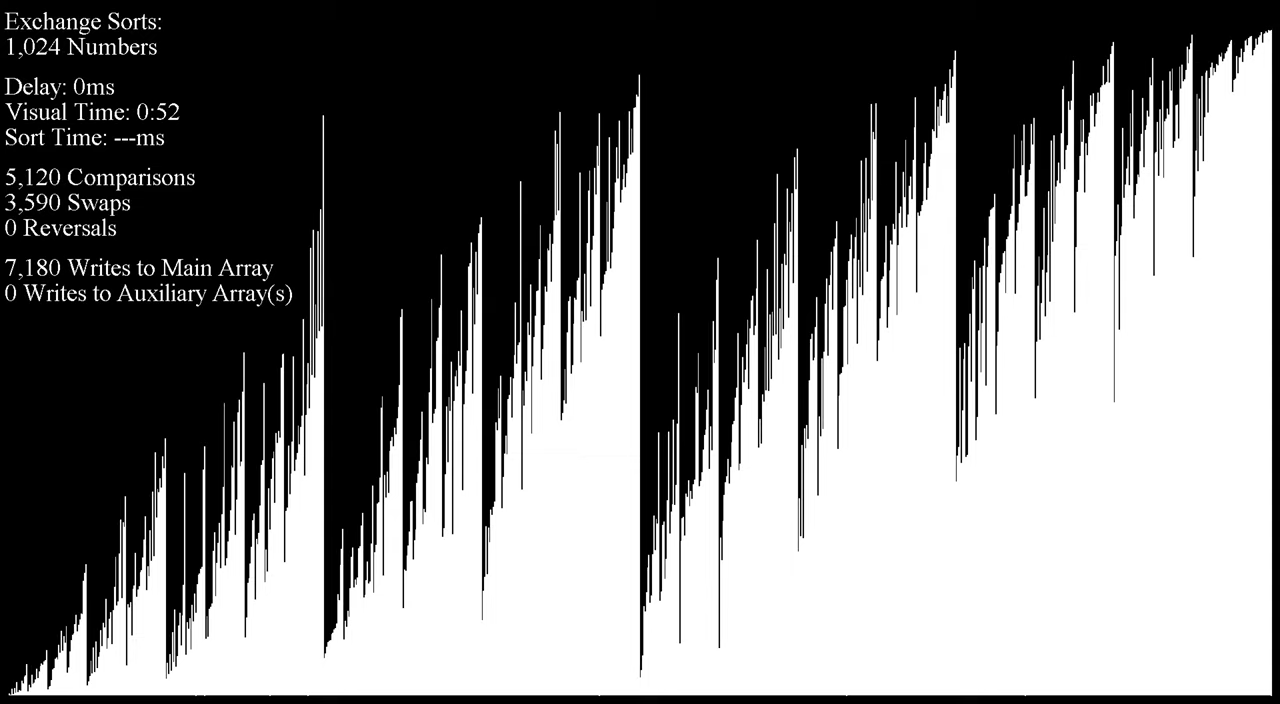 Exchange Sorts:
1,024 Numbers
Delay: 0ms
Visual Time: 0:52
Sort Time: ---ms
5,120 Comparisons
3,590 Swaps
0 Reversals
7,180 Writes to Main Array
0 Writes to Auxiliary Array(s)